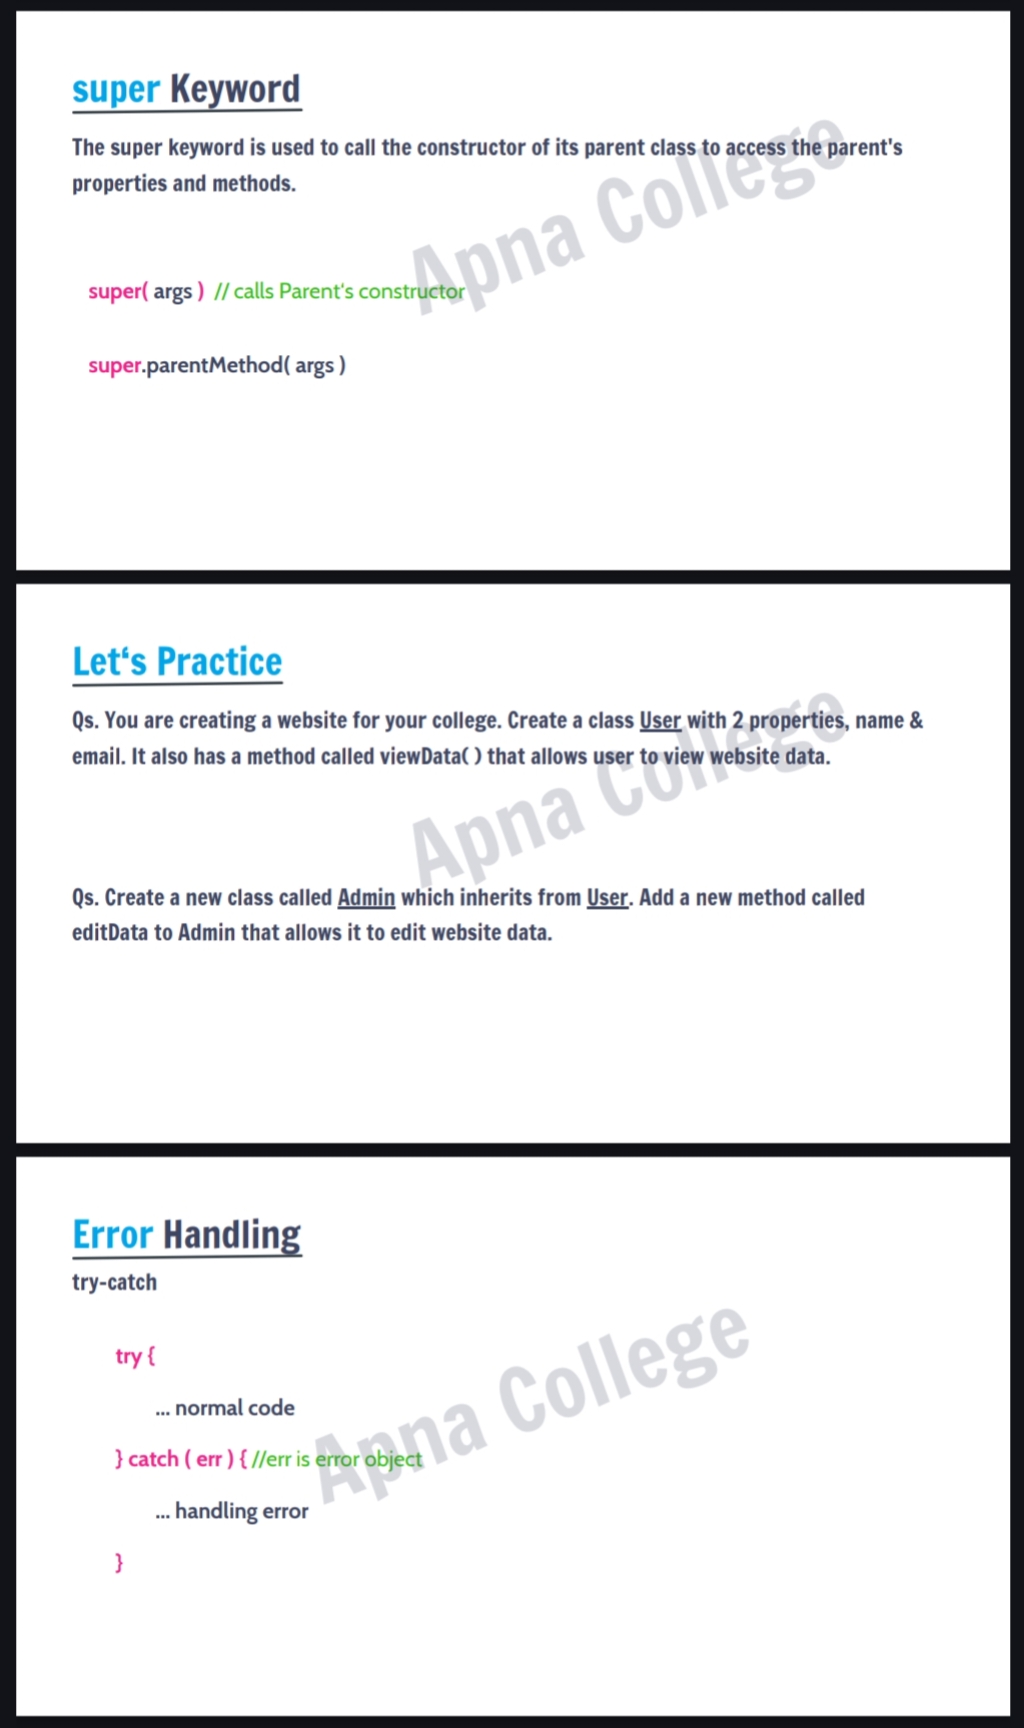 super Keyword
The super keyword is used to call the constructor of its parent class to access the parent's
properties and methods.
super( args ) // calls Parent's constructor
super.parentMethod( args )
Apna College
Let‘s Practice
Qs. You are creating a website for your college. Create a class User with 2 properties, name &
email. It also has a method called viewData( ) that allows user to view website data.
Apna College
Qs. Create a new class called Admin which inherits from User. Add a new method called
editData to Admin that allows it to edit website data.
Error Handling
try-catch
try {
... normal code
} catch ( err ) { //err is error object
... handling error
}
Apna College